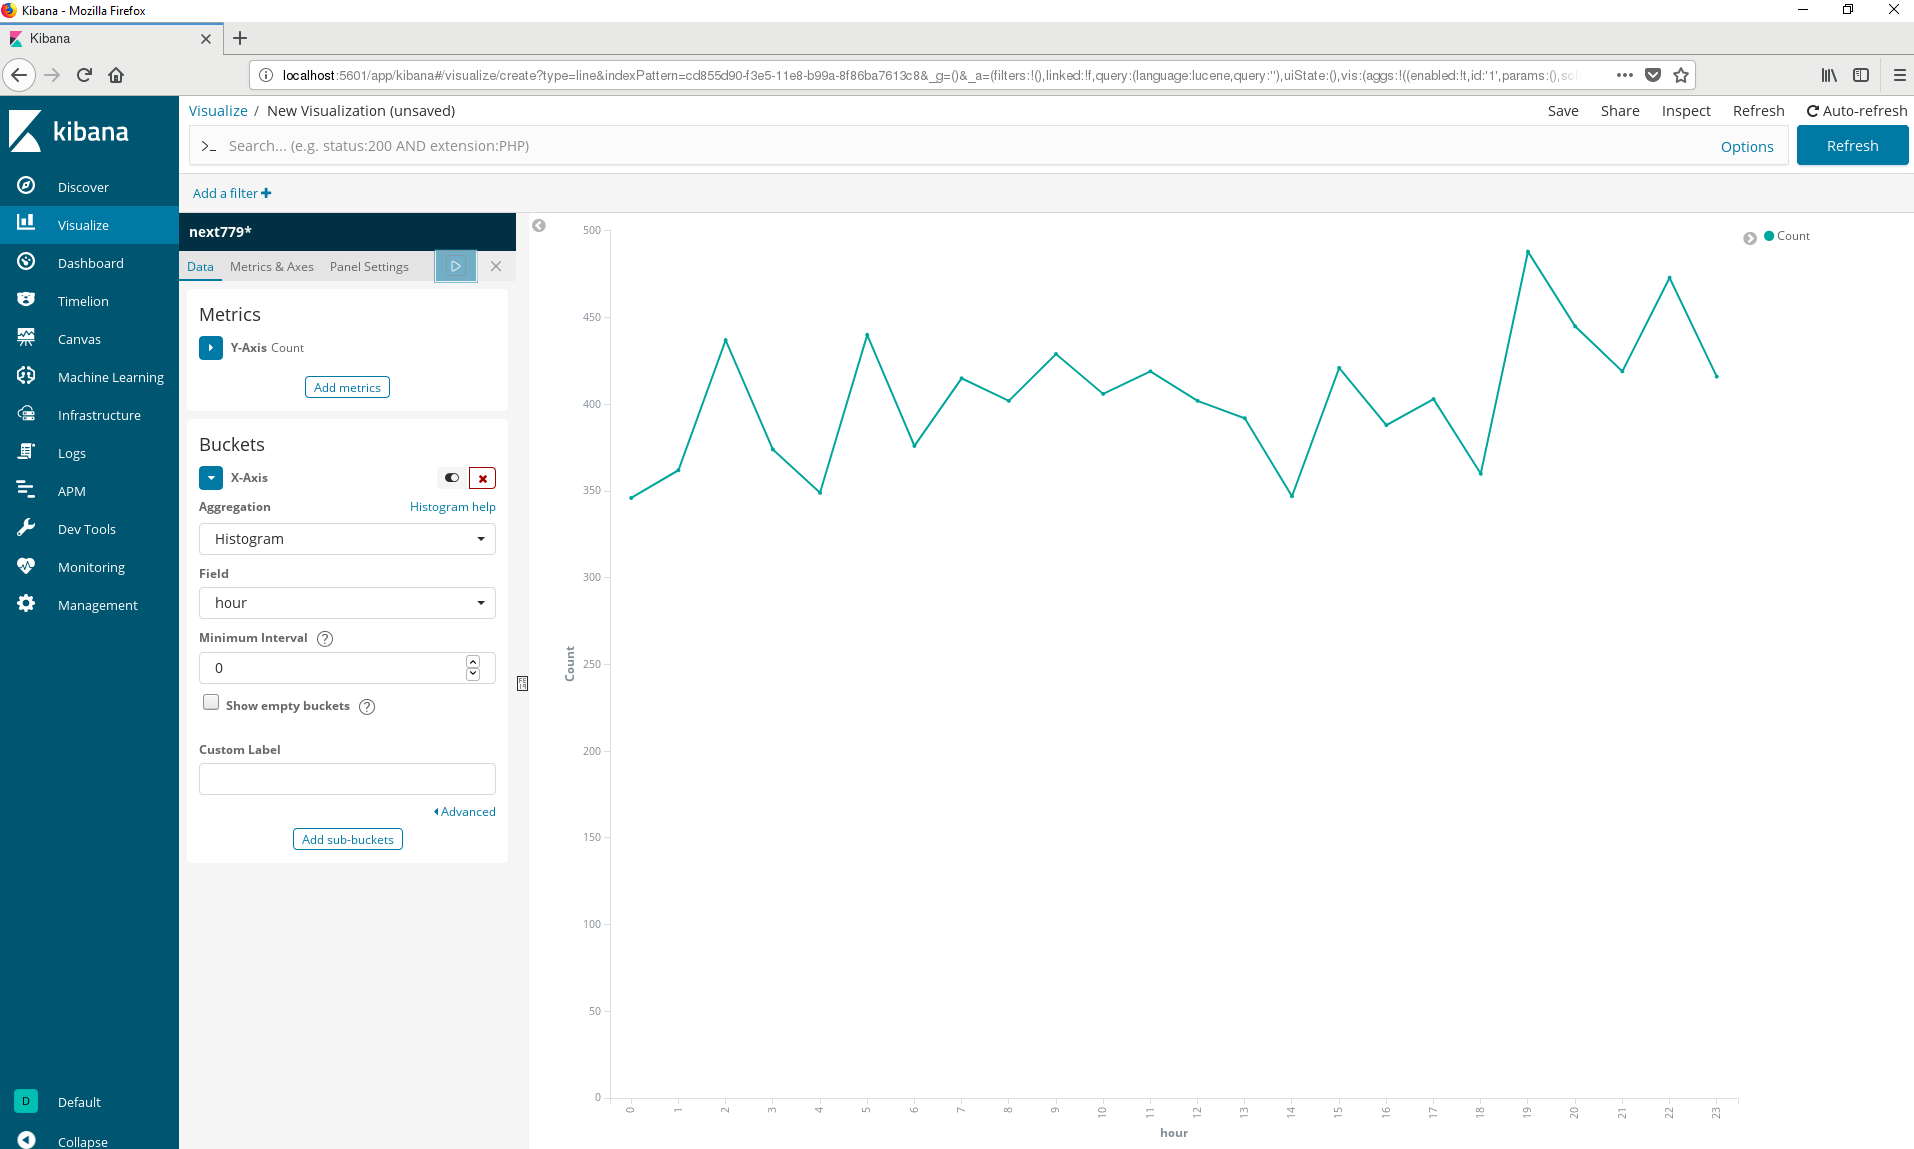 Kibana - Mozilla Firefox
Kibana
localhost:5601/app/kibana#/visualize/create?type=line&indexPattern=cd855d90-f3e5-11e8-b99a-8f86ba7613c8&_g=()&_a=(filters:!(),linked:!f,query:(language:lucene,query:''),uiState:(),vis:(aggs:!((enabled:!t,id:'1',params:(),sch
kibana
Discover
Visualize
Dashboard
Timelion
Canvas
Machine Learning
Infrastructure
Logs
APM
Dev Tools
Monitoring
Management
D Default
Collapse
Visualize / New Visualization (unsaved)
Save Share Inspect Refresh Auto-refresh
>_ Search... (e.g. status:200 AND extension:PHP) Options Refresh
Add a filter
next779*
Data Metrics & Axes Panel Settings
Metrics
Y-Axis Count
Add metrics
Buckets
X-Axis
Aggregation Histogram help
Histogram
Field
hour
Minimum Interval ?
0
Show empty buckets ?
Custom Label
Advanced
Add sub-buckets
Count
500
450
400
350
300
250
200
150
100
50
0
Count
0 1 2 3 4 5 6 7 8 9 10 11 12 13 14 15 16 17 18 19 20 21 22 23
hour